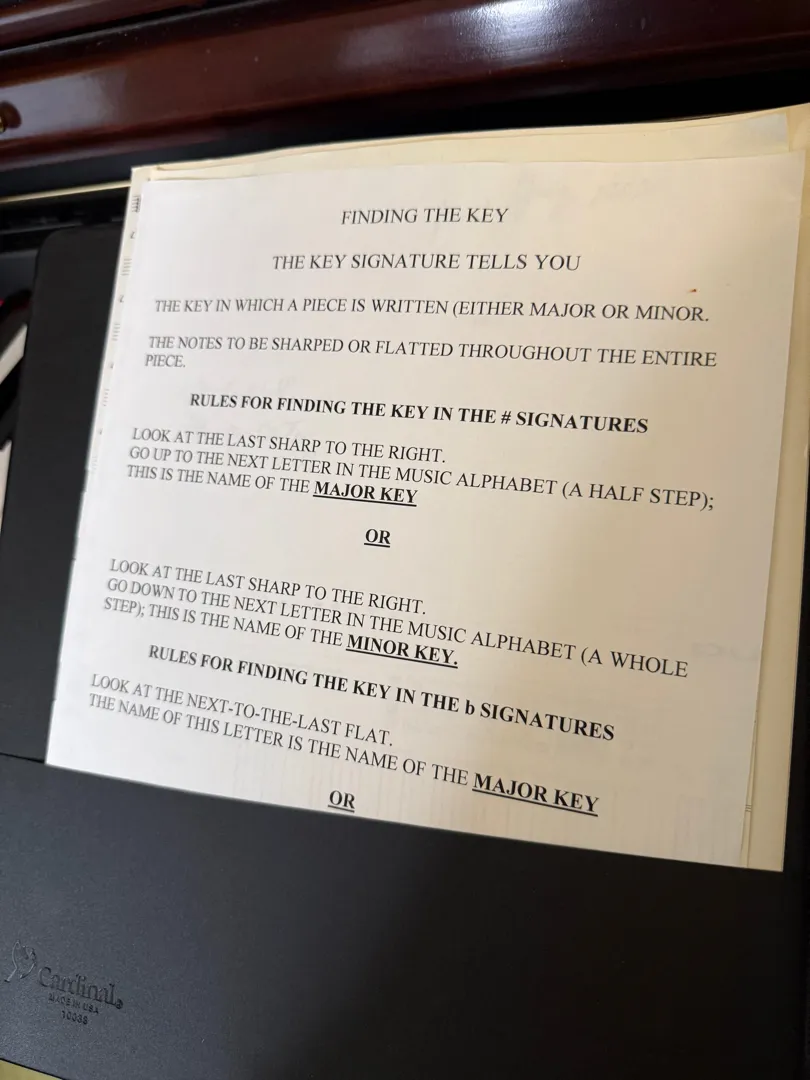 FINDING THE KEY
THE KEY SIGNATURE TELLS YOU
THE KEY IN WHICH A PIECE IS WRITTEN (EITHER MAJOR OR MINOR.
THE NOTES TO BE SHARPED OR FLATTED THROUGHOUT THE ENTIRE
PIECE.
RULES FOR FINDING THE KEY IN THE # SIGNATURES
LOOK AT THE LAST SHARP TO THE RIGHT.
GO UP TO THE NEXT LETTER IN THE MUSIC ALPHABET (A HALF STEP);
THIS IS THE NAME OF THE MAJOR KEY
OR
LOOK AT THE LAST SHARP TO THE RIGHT.
GO DOWN TO THE NEXT LETTER IN THE MUSIC ALPHABET (A WHOLE
STEP); THIS IS THE NAME OF THE MINOR KEY.
RULES FOR FINDING THE KEY IN THE b SIGNATURES
LOOK AT THE NEXT-TO-THE-LAST FLAT.
THE NAME OF THIS LETTER IS THE NAME OF THE MAJOR KEY
OR
Cardinal®
MADE IN USA
10038